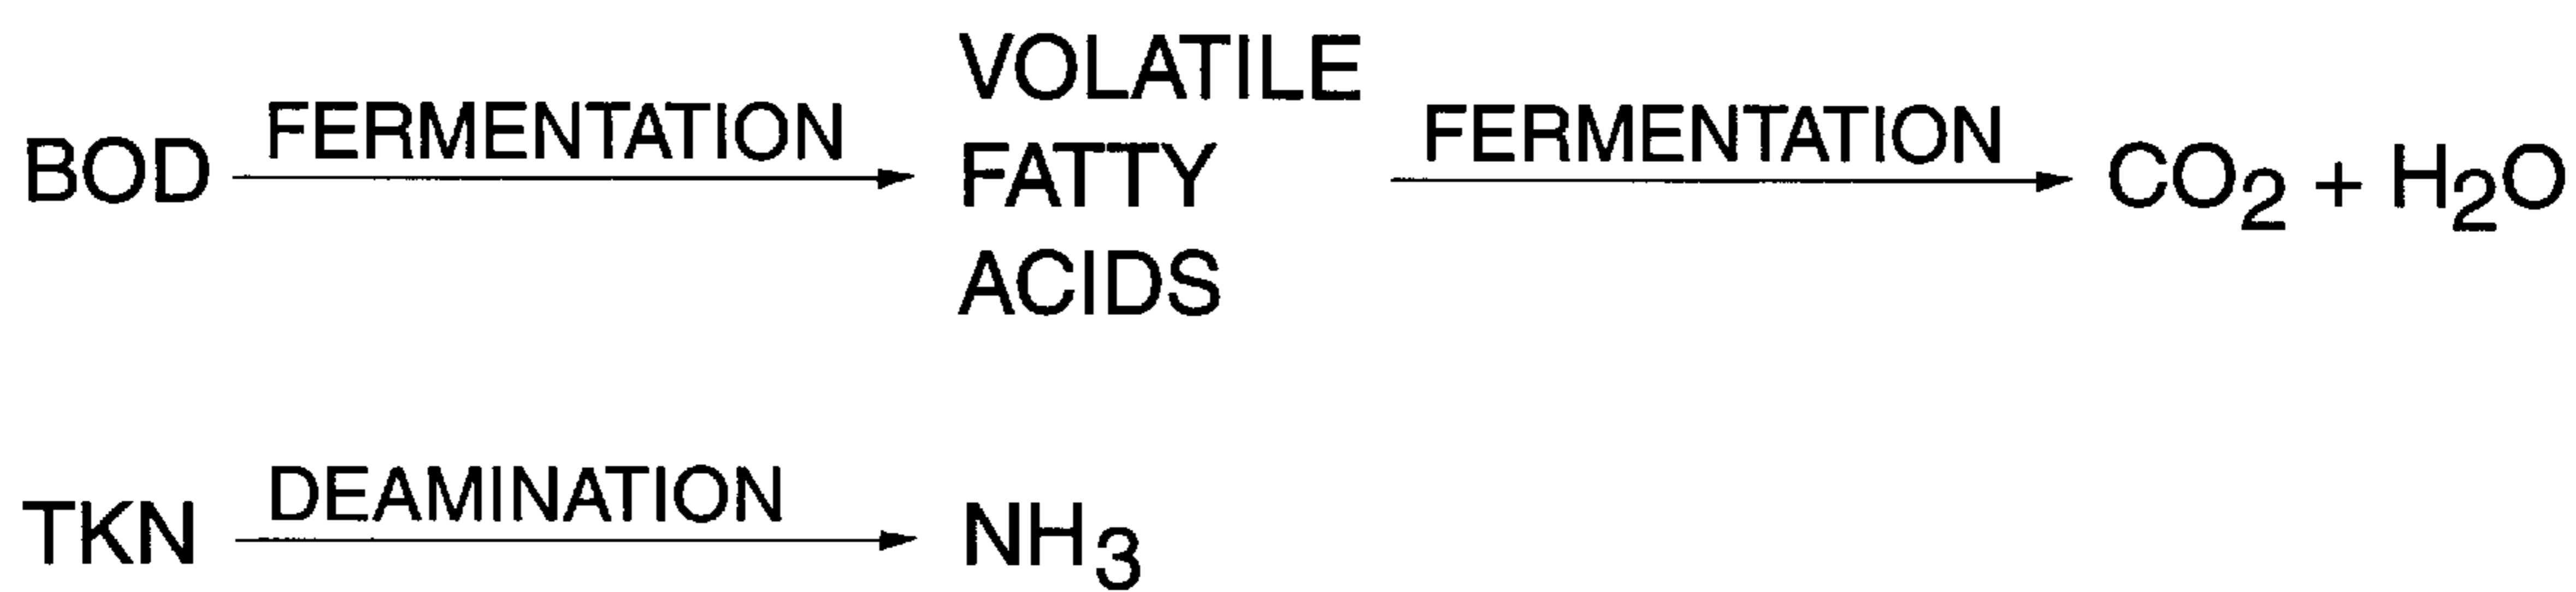 VOLATILE
BOD FERMENTATION FATTY FERMENTATION CO₂ + H₂O
ACIDS
TKN DEAMINATION NH₃